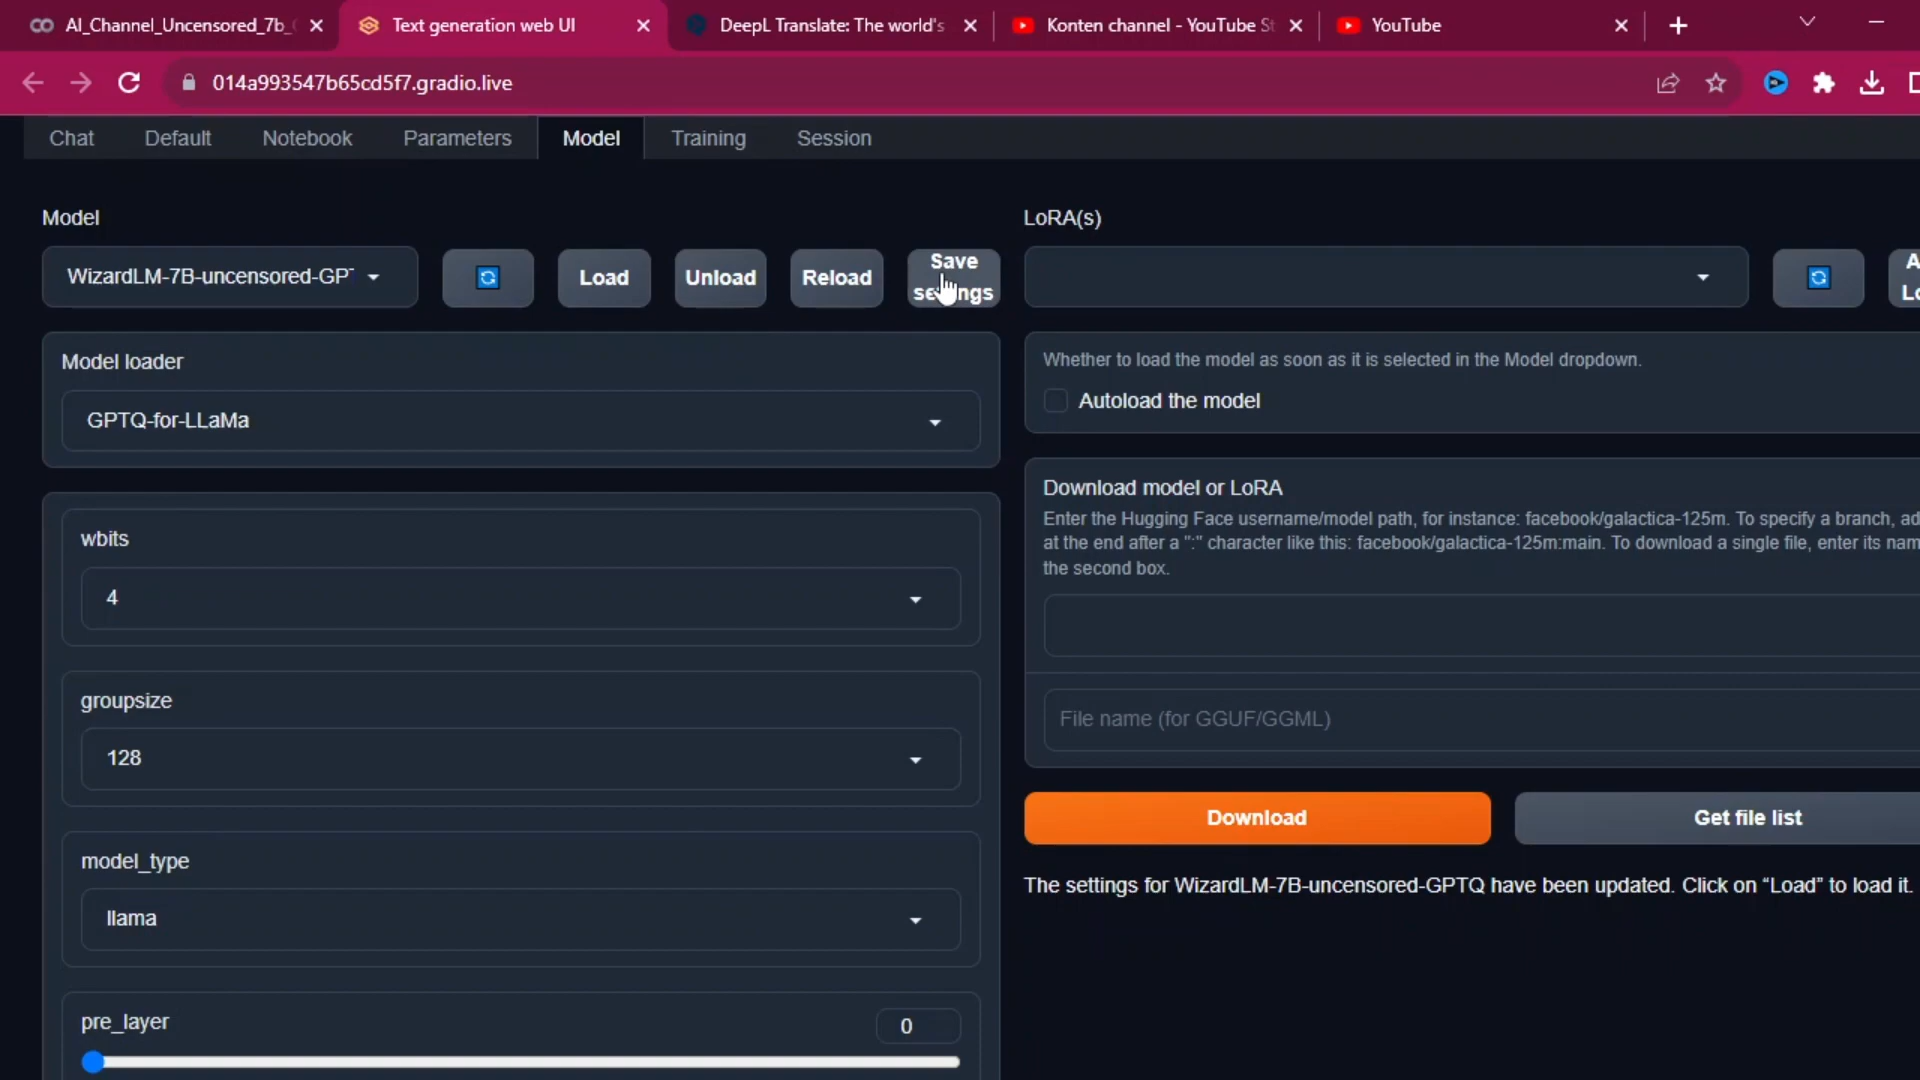 AI_Channel_Uncensored_7b_
Text generation web UI
DeepL Translate: The world's
Konten channel - YouTube St
YouTube
014a993547b65cd5f7.gradio.live
Chat
Default
Notebook
Parameters
Model
Training
Session
Model
WizardLM-7B-uncensored-GPT
Load
Unload
Reload
Save
settings
LoRA(s)
Model loader
GPTQ-for-LLaMa
Whether to load the model as soon as it is selected in the Model dropdown.
Autoload the model
wbits
4
groupsize
128
model_type
llama
pre_layer
0
Download model or LoRA
Enter the Hugging Face username/model path, for instance: facebook/galactica-125m. To specify a branch, ad
at the end after a ":" character like this: facebook/galactica-125m:main. To download a single file, enter its nam
the second box.
File name (for GGUF/GGML)
Download
Get file list
The settings for WizardLM-7B-uncensored-GPTQ have been updated. Click on “Load” to load it.